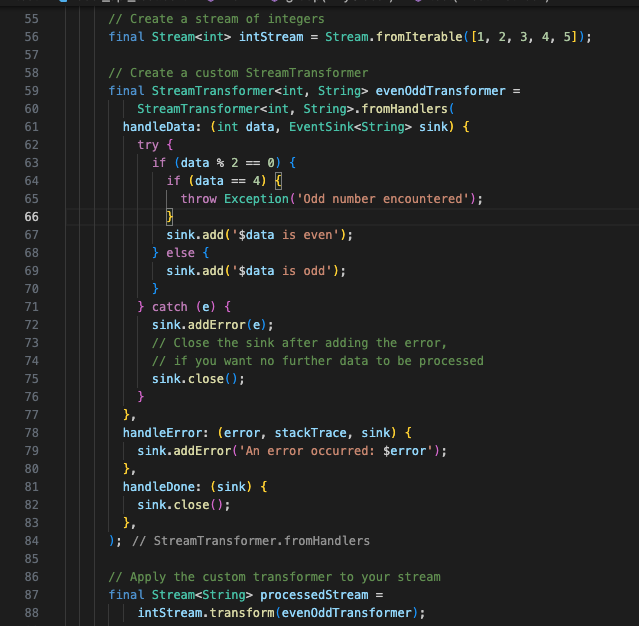 55 // Create a stream of integers
56 final Stream<int> intStream = Stream.fromIterable([1, 2, 3, 4, 5]);
57
58 // Create a custom StreamTransformer
59 final StreamTransformer<int, String> evenOddTransformer =
60 StreamTransformer<int, String>.fromHandlers(
61 handleData: (int data, EventSink<String> sink) {
62 try {
63 if (data % 2 == 0) {
64 if (data == 4) {
65 throw Exception('Odd number encountered');
66 }
67 sink.add('$data is even');
68 } else {
69 sink.add('$data is odd');
70 }
71 } catch (e) {
72 sink.addError(e);
73 // Close the sink after adding the error,
74 // if you want no further data to be processed
75 sink.close();
76 }
77 },
78 handleError: (error, stackTrace, sink) {
79 sink.addError('An error occurred: $error');
80 },
81 handleDone: (sink) {
82 sink.close();
83 },
84 ); // StreamTransformer.fromHandlers
85
86 // Apply the custom transformer to your stream
87 final Stream<String> processedStream =
88 intStream.transform(evenOddTransformer);